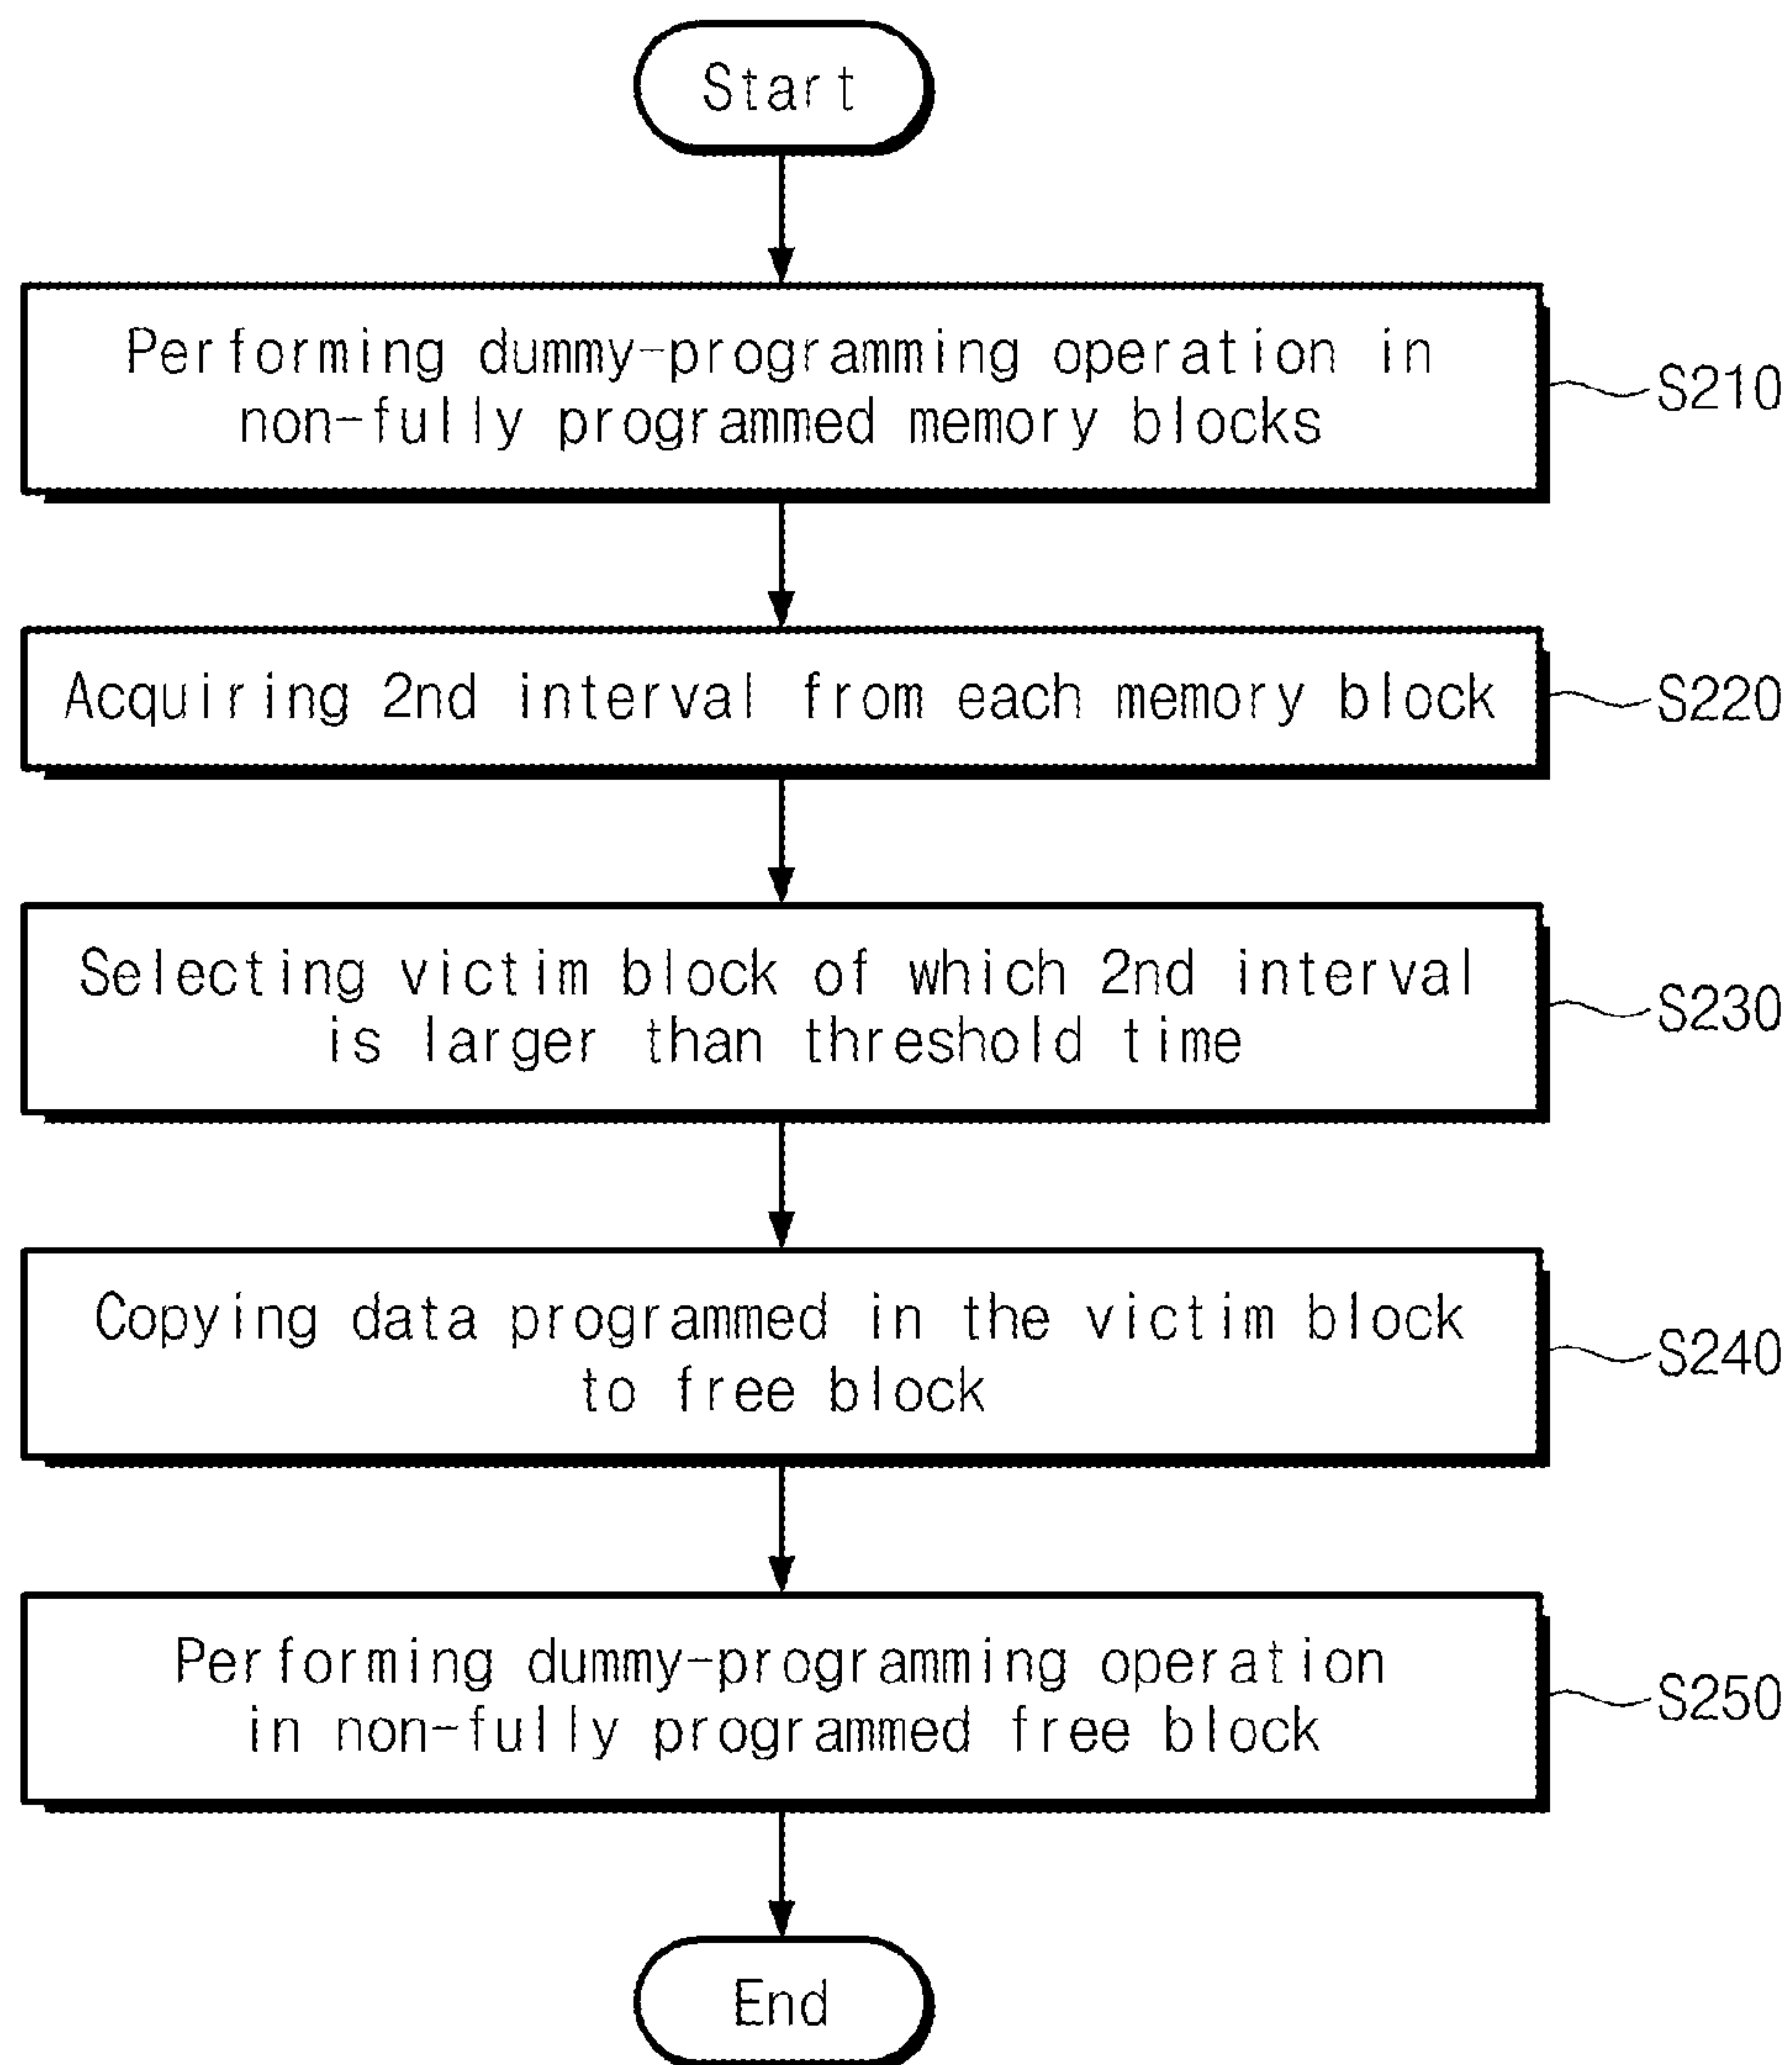 Start
Performing dummy-programming operation in
non-fully programmed memory blocks
S210
Acquiring 2nd interval from each memory block
S220
Selecting victim block of which 2nd interval
is larger than threshold time
S230
Copying data programmed in the victim block
to free block
S240
Performing dummy-programming operation
in non-fully programmed free block
S250
End